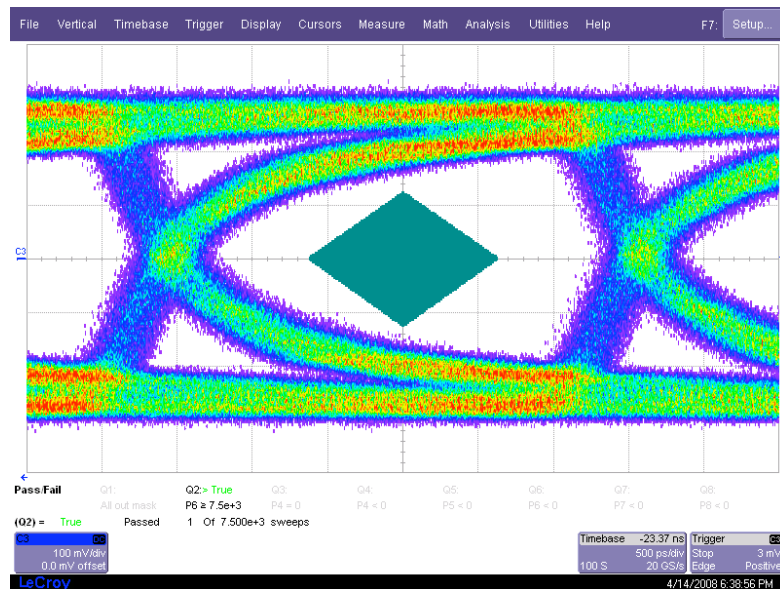 File Vertical Timebase Trigger Display Cursors Measure Math Analysis Utilities Help F7: Setup...
C3
Pass/Fail Q1: Q2:> True Q3: Q4: Q5: Q6: Q7: Q8:
All out mask P6 ≥ 7.5e+3 P4 < 0 P4 < 0 P5 < 0 P6 < 0 P7 < 0 P8 < 0
(Q2) = True Passed 1 Of 7.500e+3 sweeps
C3 DC
100 mV/div
0.0 mV offset
Timebase -23.37 ns
500 ps/div
100 S 20 GS/s
Trigger C3
Stop 3 mV
Edge Positive
LeCroy 4/14/2008 6:38:56 PM